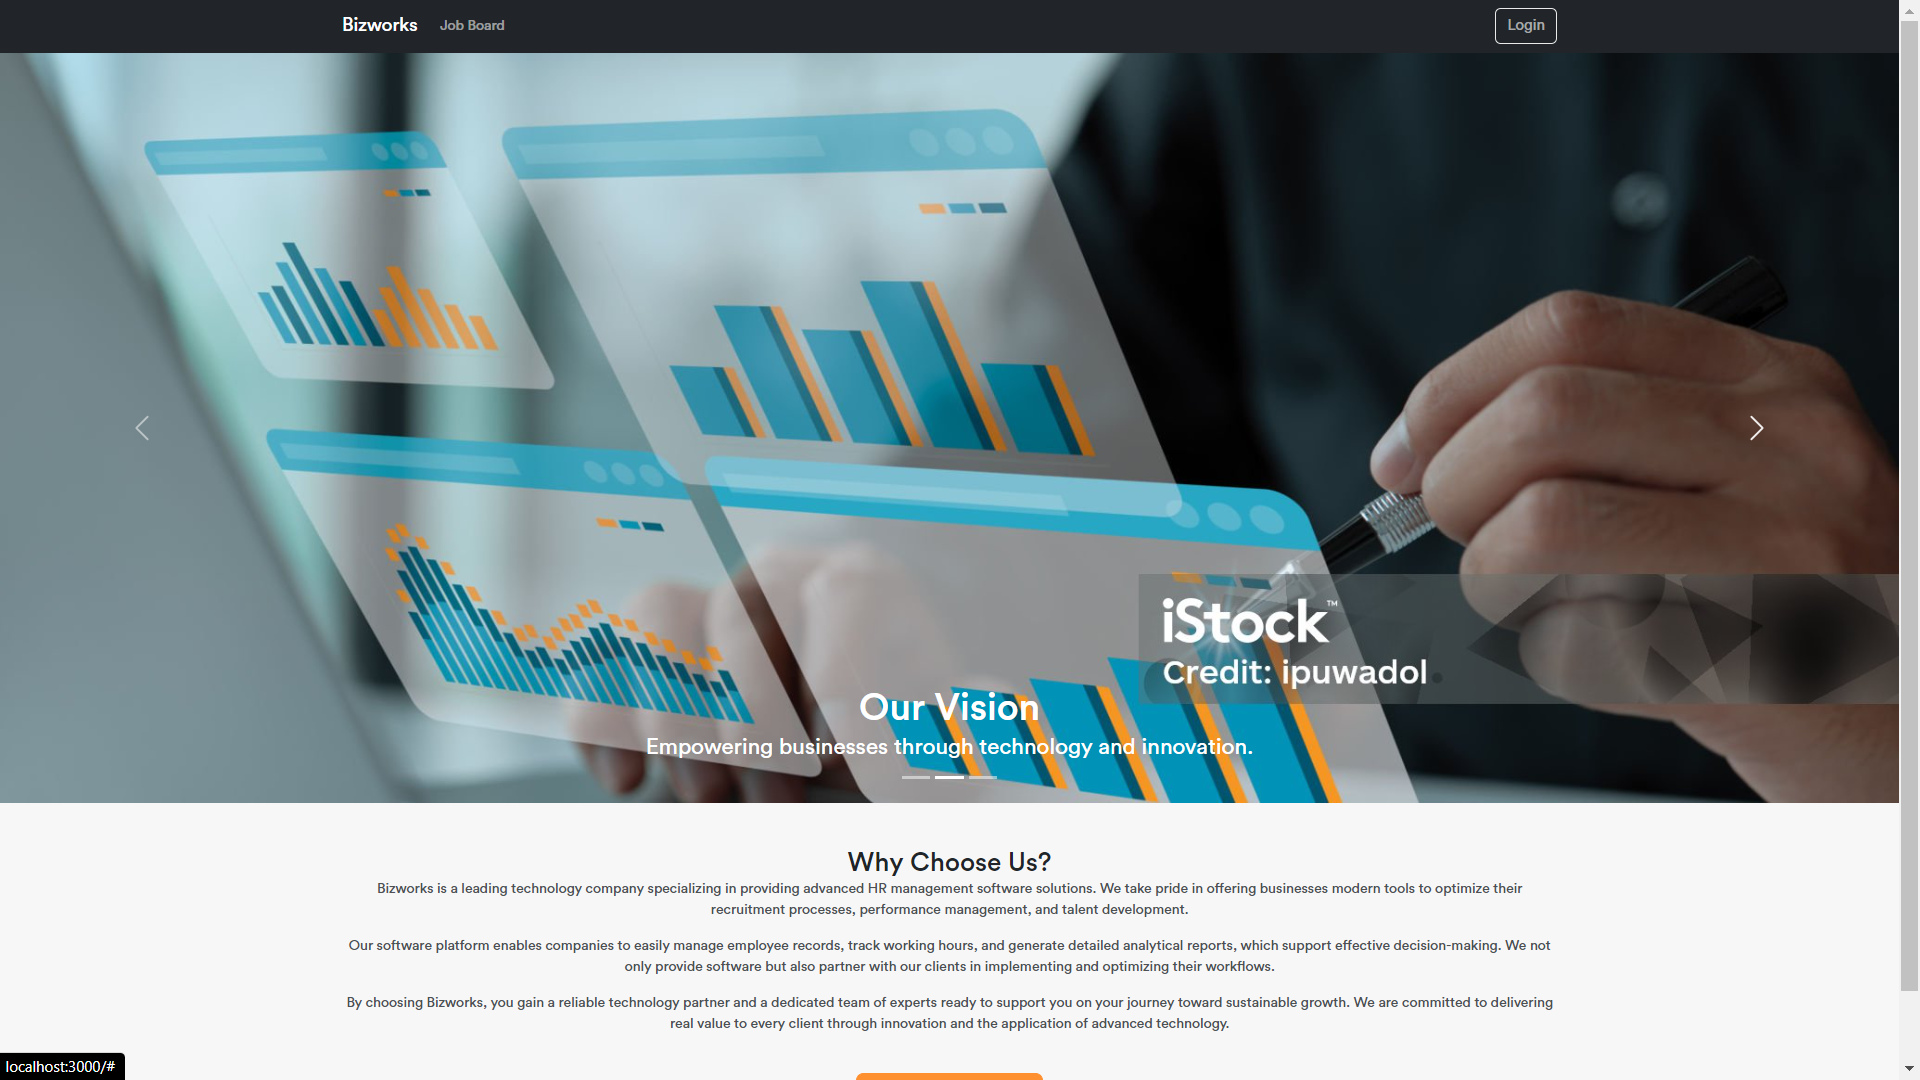 Bizworks
Job Board
Login
iStock™
Credit: ipuwadol
Our Vision
Empowering businesses through technology and innovation.
Why Choose Us?
Bizworks is a leading technology company specializing in providing advanced HR management software solutions. We take pride in offering businesses modern tools to optimize their
recruitment processes, performance management, and talent development.
Our software platform enables companies to easily manage employee records, track working hours, and generate detailed analytical reports, which support effective decision-making. We not
only provide software but also partner with our clients in implementing and optimizing their workflows.
By choosing Bizworks, you gain a reliable technology partner and a dedicated team of experts ready to support you on your journey toward sustainable growth. We are committed to delivering
real value to every client through innovation and the application of advanced technology.
localhost:3000/#